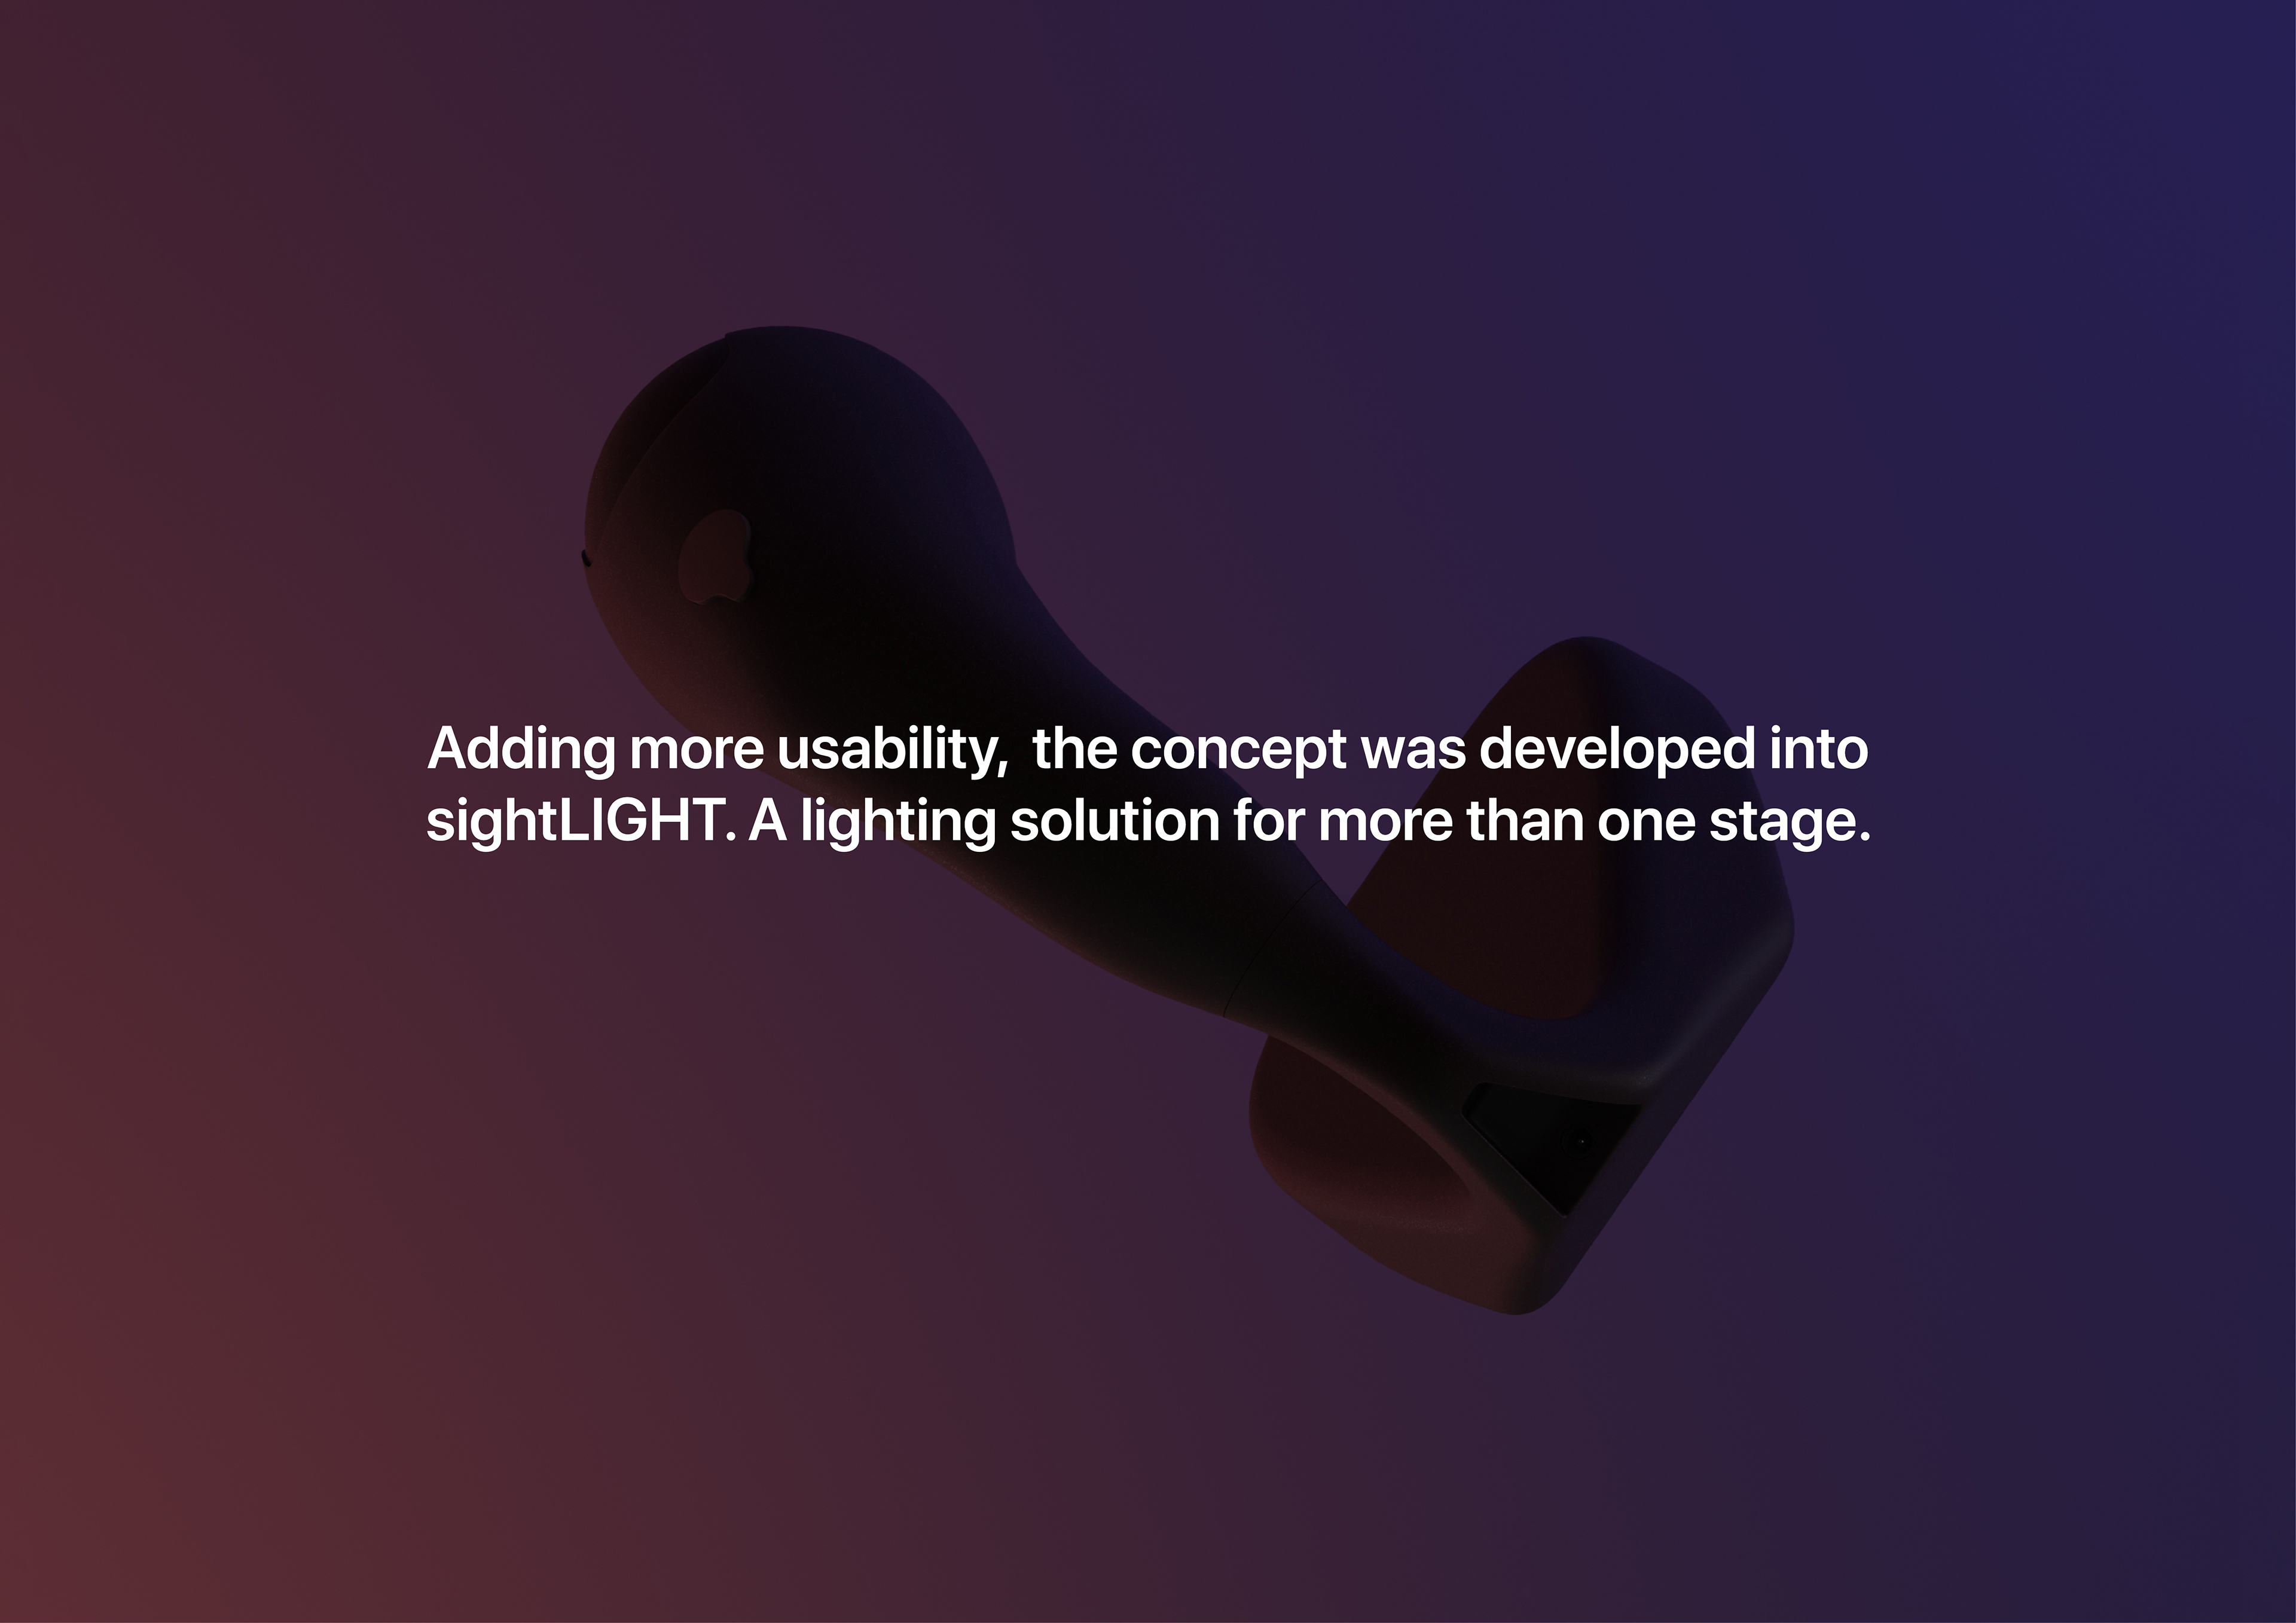 Adding more usability,  the concept was developed into
sightLIGHT. A lighting solution for more than one stage.